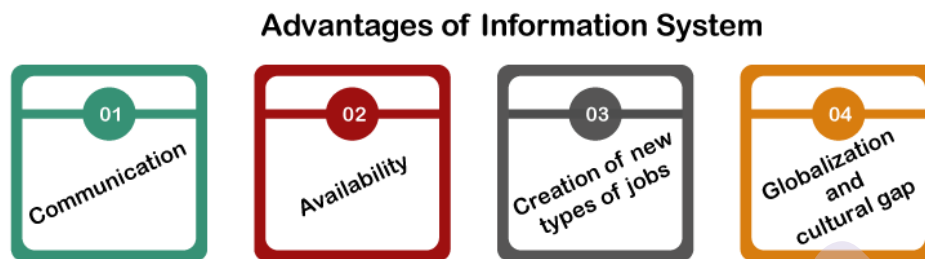 Advantages of Information System
01
Communication
02
Availability
03
Creation of new
types of jobs
04
Globalization
and
cultural gap